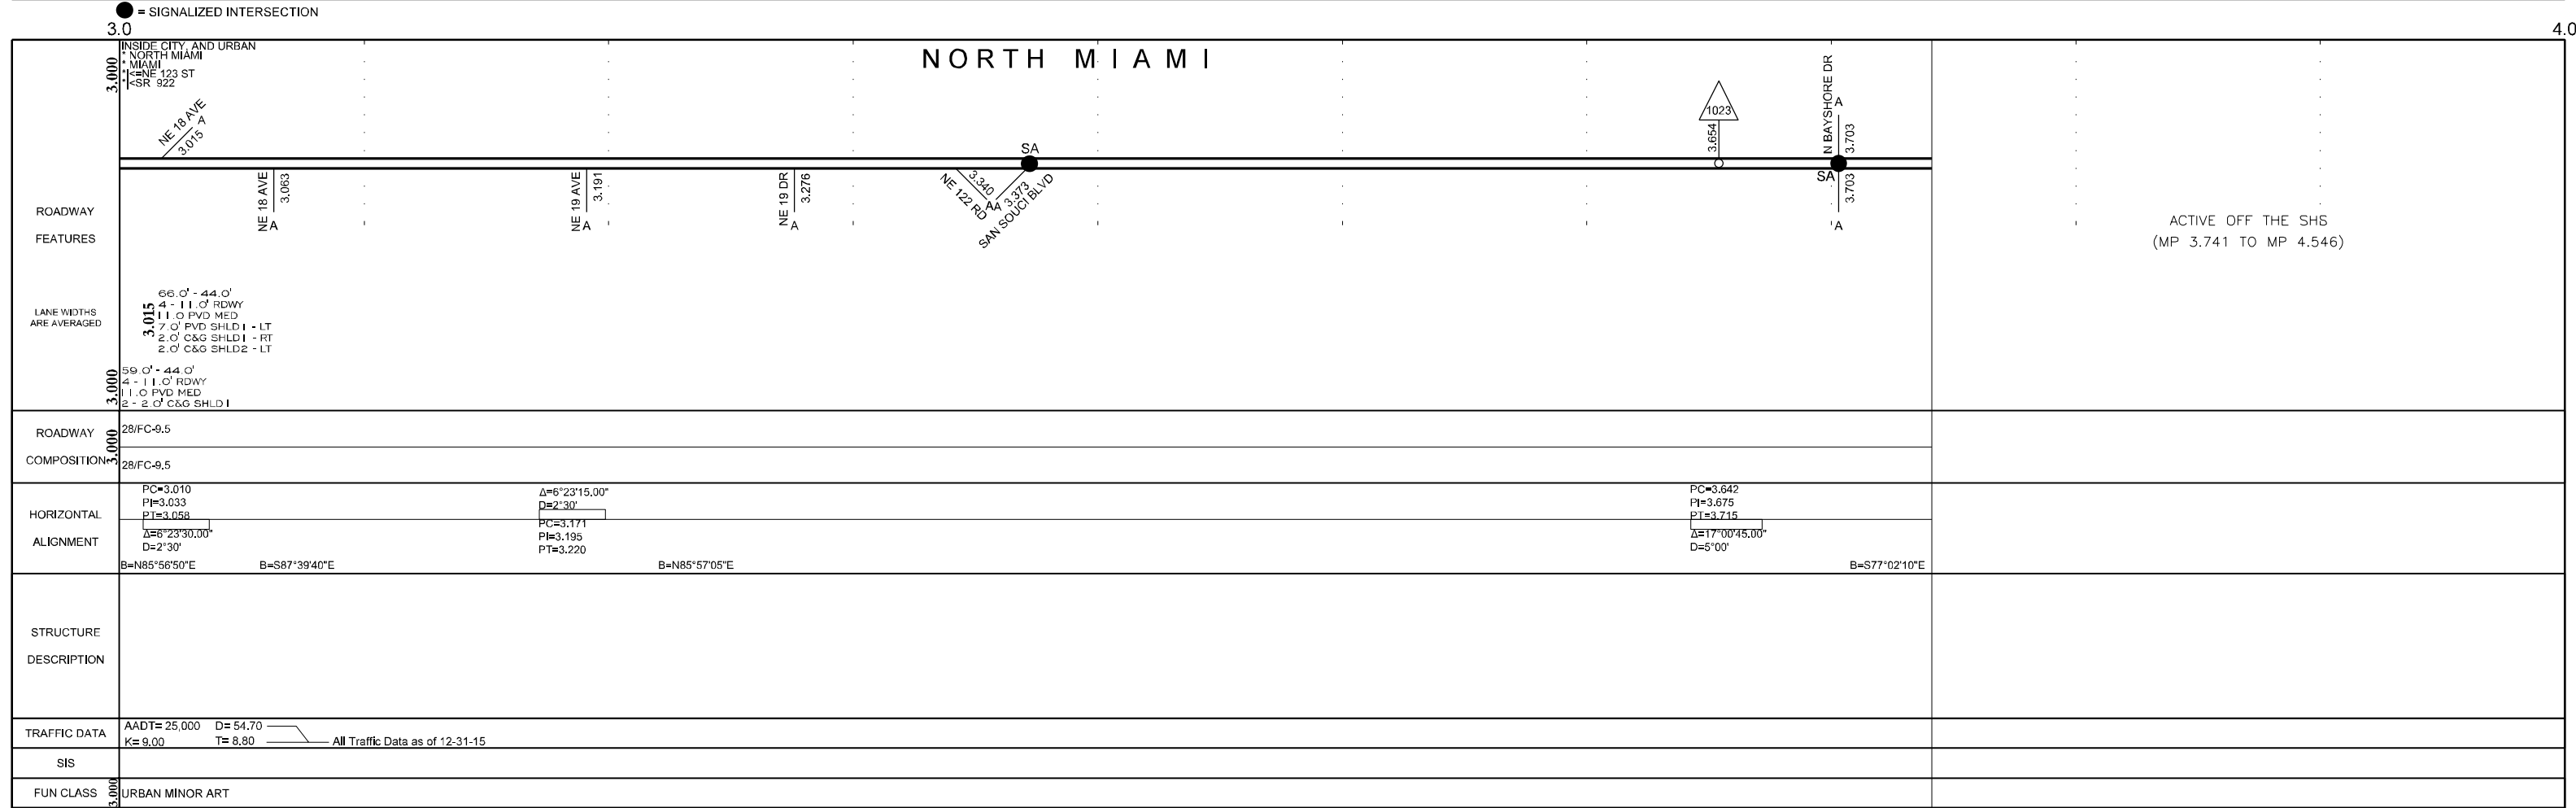 = SIGNALIZED INTERSECTION
3.0
4.0
3.000
INSIDE CITY, AND URBAN
* NORTH MIAMI
* MIAMI
* <=NE 123 ST
* <SR 922
NORTH MIAMI
NE 18 AVE
A
3.015
NE 18 AVE
3.063
A
NE 19 AVE
3.191
A
NE 19 DR
3.276
A
SA
3.340
NE 122 RD
AA
3.373
SAN SOUCI BLVD
1023
3.654
N BAYSHORE DR
A
3.703
SA
3.703
A
ROADWAY
FEATURES
ACTIVE OFF THE SHS
(MP 3.741 TO MP 4.546)
LANE WIDTHS
ARE AVERAGED
3.015
66.0' - 44.0'
4 - 11.0' RDWY
11.0 PVD MED
7.0' PVD SHLD1 - LT
2.0' C&G SHLD1 - RT
2.0' C&G SHLD2 - LT
3.000
59.0' - 44.0'
4 - 11.0' RDWY
11.0 PVD MED
2 - 2.0' C&G SHLD1
ROADWAY
COMPOSITION
3.000
28/FC-9.5
28/FC-9.5
HORIZONTAL
ALIGNMENT
PC=3.010
PI=3.033
PT=3.058
Δ=6°23'30.00"
D=2°30'
Δ=6°23'15.00"
D=2°30'
PC=3.171
PI=3.195
PT=3.220
PC=3.642
PI=3.675
PT=3.715
Δ=17°00'45.00"
D=5°00'
B=N85°56'50"E
B=S87°39'40"E
B=N85°57'05"E
B=S77°02'10"E
STRUCTURE
DESCRIPTION
TRAFFIC DATA
AADT= 25,000 D= 54.70
K= 9.00 T= 8.80
All Traffic Data as of 12-31-15
SIS
FUN CLASS
3.000
URBAN MINOR ART